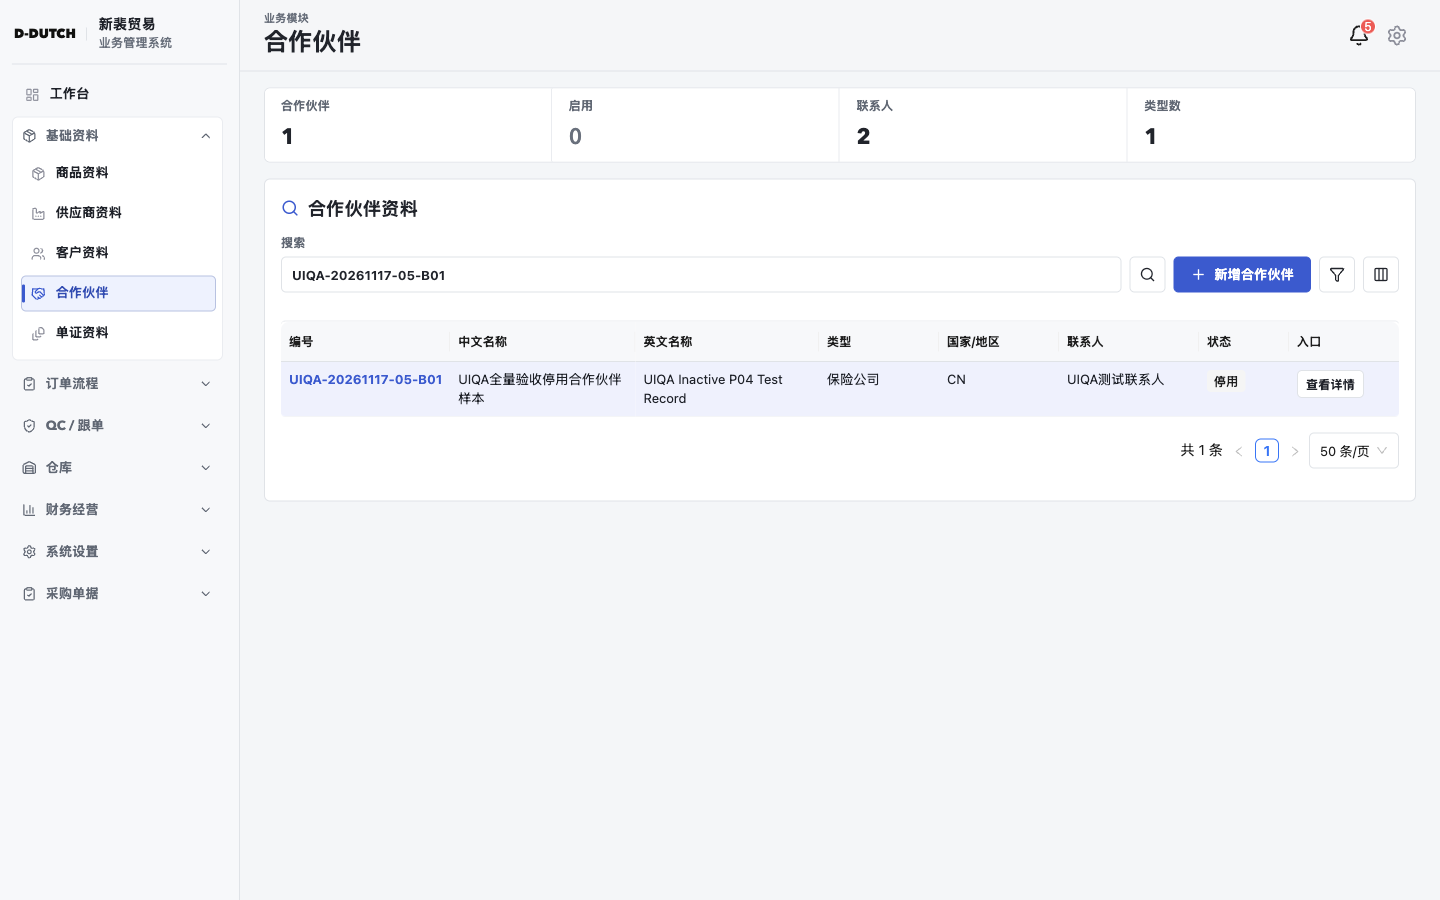 D-DUTCH
新裴贸易
业务管理系统
工作台
基础资料
商品资料
供应商资料
客户资料
合作伙伴
单证资料
订单流程
QC / 跟单
仓库
财务经营
系统设置
采购单据
业务模块
合作伙伴
5
合作伙伴
1
启用
0
联系人
2
类型数
1
合作伙伴资料
搜索
UIQA-20261117-05-B01
新增合作伙伴
编号 中文名称 英文名称 类型 国家/地区 联系人 状态 入口
UIQA-20261117-05-B01 UIQA全量验收停用合作伙伴 UIQA Inactive P04 Test 保险公司 CN UIQA测试联系人 停用 查看详情
样本 Record
共 1 条 1 50 条/页